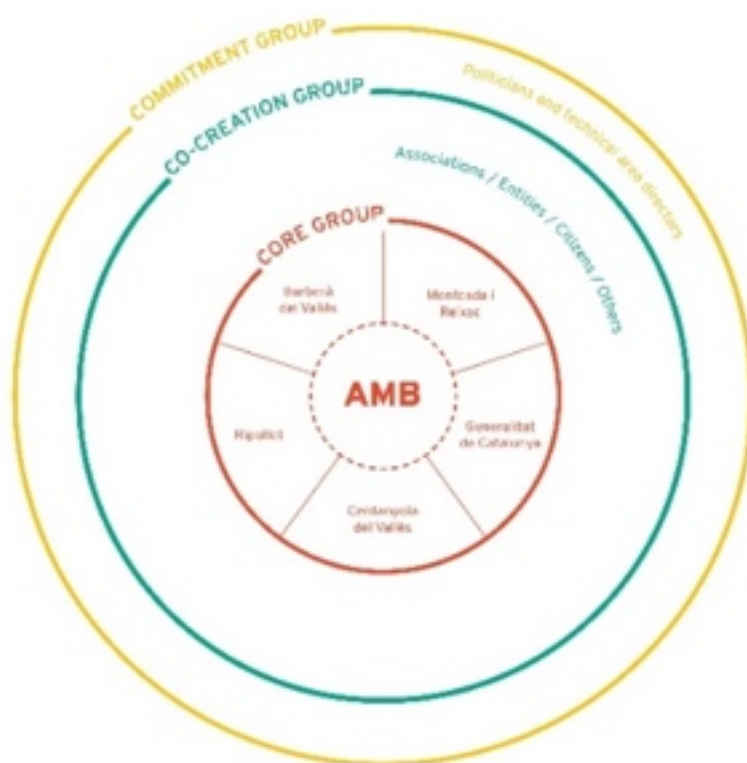 COMMITMENT GROUP
Politicians and technical area directors
CO-CREATION GROUP
Associations / Entities / Citizens / Others
CORE GROUP
Barberà
del Vallès
Montcada i
Reixac
AMB
Ripollet
Generalitat
de Catalunya
Cerdanyola
del Vallès